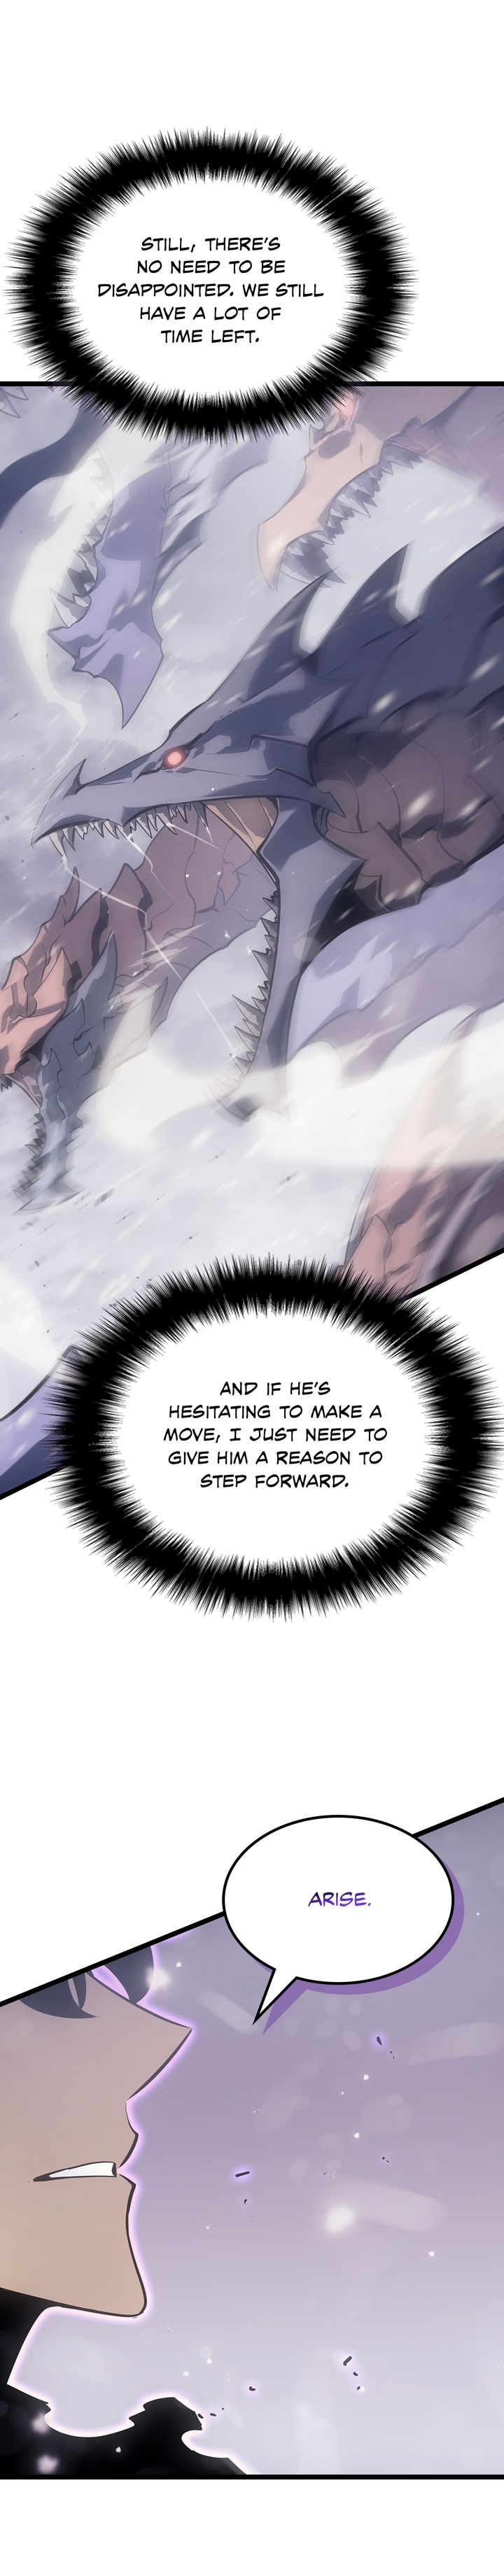 STILL, THERE'S
NO NEED TO BE
DISAPPOINTED. WE STILL
HAVE A LOT OF
TIME LEFT.
AND IF HE'S
HESITATING TO MAKE A
MOVE, I JUST NEED TO
GIVE HIM A REASON TO
STEP FORWARD.
ARISE.